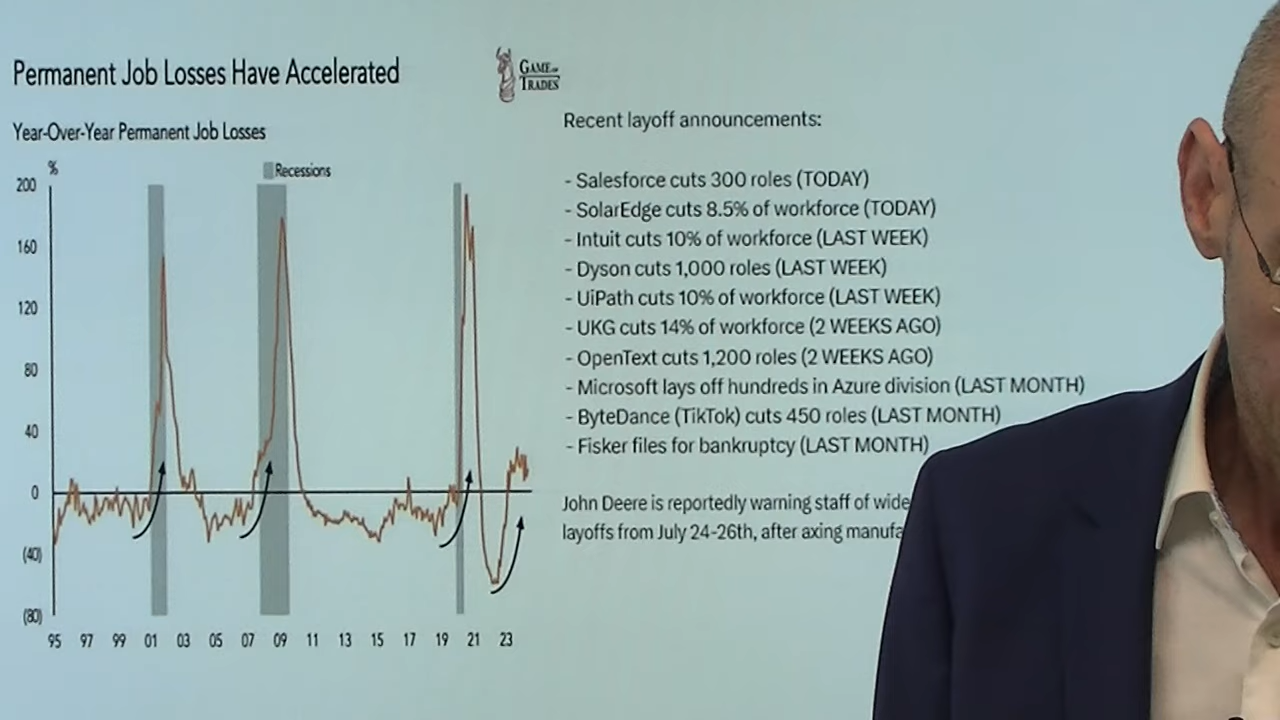 Permanent Job Losses Have Accelerated
GAME OF
TRADES
Year-Over-Year Permanent Job Losses
%
Recessions
200
160
120
80
40
0
(40)
(80)
95 97 99 01 03 05 07 09 11 13 15 17 19 21 23
Recent layoff announcements:
- Salesforce cuts 300 roles (TODAY)
- SolarEdge cuts 8.5% of workforce (TODAY)
- Intuit cuts 10% of workforce (LAST WEEK)
- Dyson cuts 1,000 roles (LAST WEEK)
- UiPath cuts 10% of workforce (LAST WEEK)
- UKG cuts 14% of workforce (2 WEEKS AGO)
- OpenText cuts 1,200 roles (2 WEEKS AGO)
- Microsoft lays off hundreds in Azure division (LAST MONTH)
- ByteDance (TikTok) cuts 450 roles (LAST MONTH)
- Fisker files for bankruptcy (LAST MONTH)
John Deere is reportedly warning staff of wide
layoffs from July 24-26th, after axing